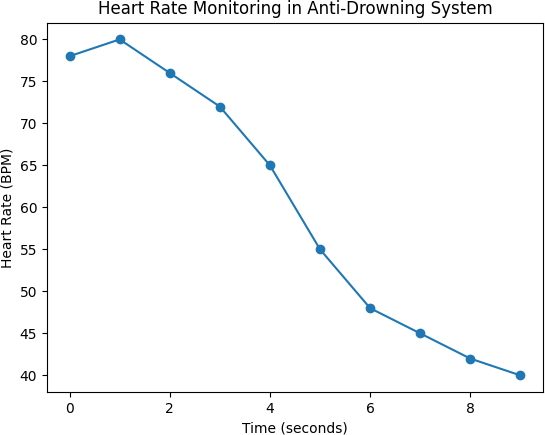 Heart Rate Monitoring in Anti-Drowning System
80
75
70
65
60
55
50
45
40
Heart Rate (BPM)
0 2 4 6 8
Time (seconds)